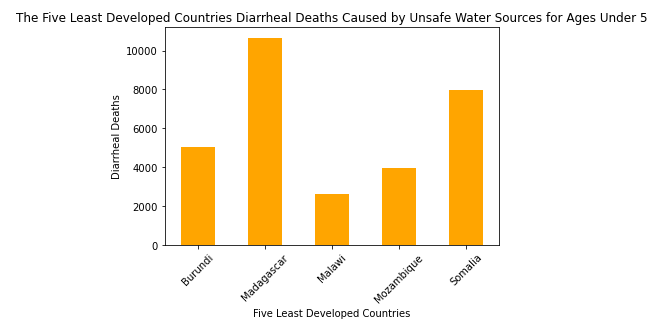 The Five Least Developed Countries Diarrheal Deaths Caused by Unsafe Water Sources for Ages Under 5
10000
8000
6000
4000
2000
0
Diarrheal Deaths
Burundi
Madagascar
Malawi
Mozambique
Somalia
Five Least Developed Countries